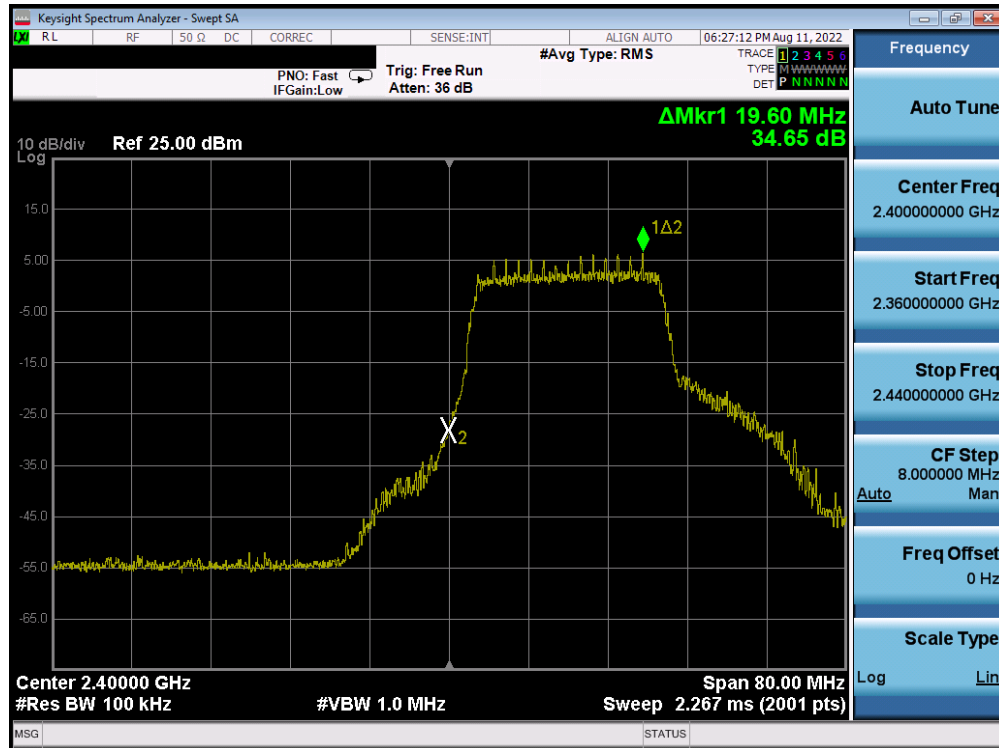 Keysight Spectrum Analyzer - Swept SA
LXI RL RF 50 Ω DC CORREC SENSE:INT ALIGN AUTO 06:27:12 PM Aug 11, 2022
PNO: Fast Trig: Free Run #Avg Type: RMS TRACE 1 2 3 4 5 6
IFGain:Low Atten: 36 dB TYPE M W W W W W
DET P N N N N N
ΔMkr1 19.60 MHz
34.65 dB
10 dB/div Ref 25.00 dBm
Log
15.0
1Δ2
5.00
-5.00
-15.0
-25.0
2
-35.0
-45.0
-55.0
-65.0
Center 2.40000 GHz Span 80.00 MHz
#Res BW 100 kHz #VBW 1.0 MHz Sweep 2.267 ms (2001 pts)
MSG STATUS
Frequency
Auto Tune
Center Freq
2.400000000 GHz
Start Freq
2.360000000 GHz
Stop Freq
2.440000000 GHz
CF Step
8.000000 MHz
Auto Man
Freq Offset
0 Hz
Scale Type
Log Lin